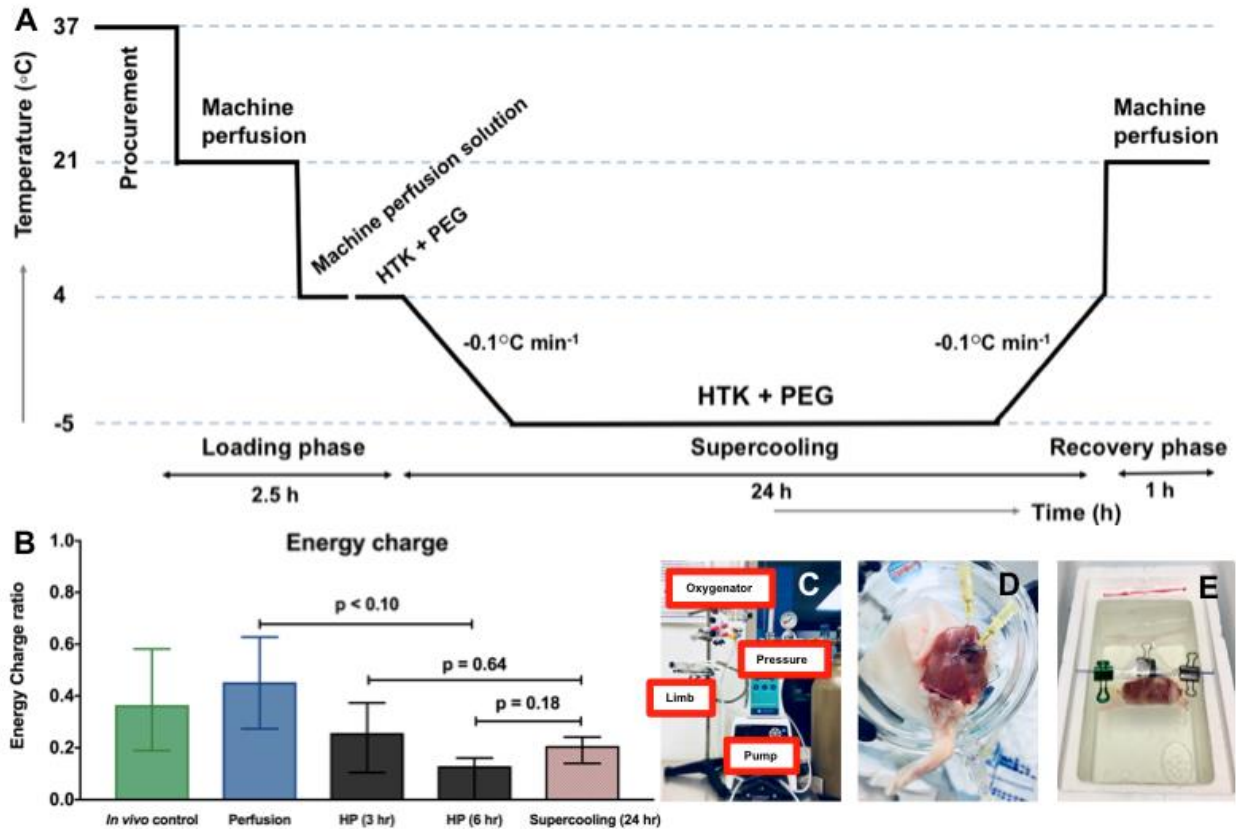 A
37
21
4
-5
Temperature (°C)
Procurement
Machine
perfusion
Machine perfusion solution
HTK + PEG
-0.1°C min-1
HTK + PEG
-0.1°C min-1
Machine
perfusion
Loading phase
Supercooling
Recovery phase
2.5 h
24 h
1 h
Time (h)
B
Energy charge
Energy Charge ratio
1.0
0.8
0.6
0.4
0.2
0.0
p < 0.10
p = 0.64
p = 0.18
In vivo control
Perfusion
HP (3 hr)
HP (6 hr)
Supercooling (24 hr)
C
Oxygenator
Pressure
Limb
Pump
D
E